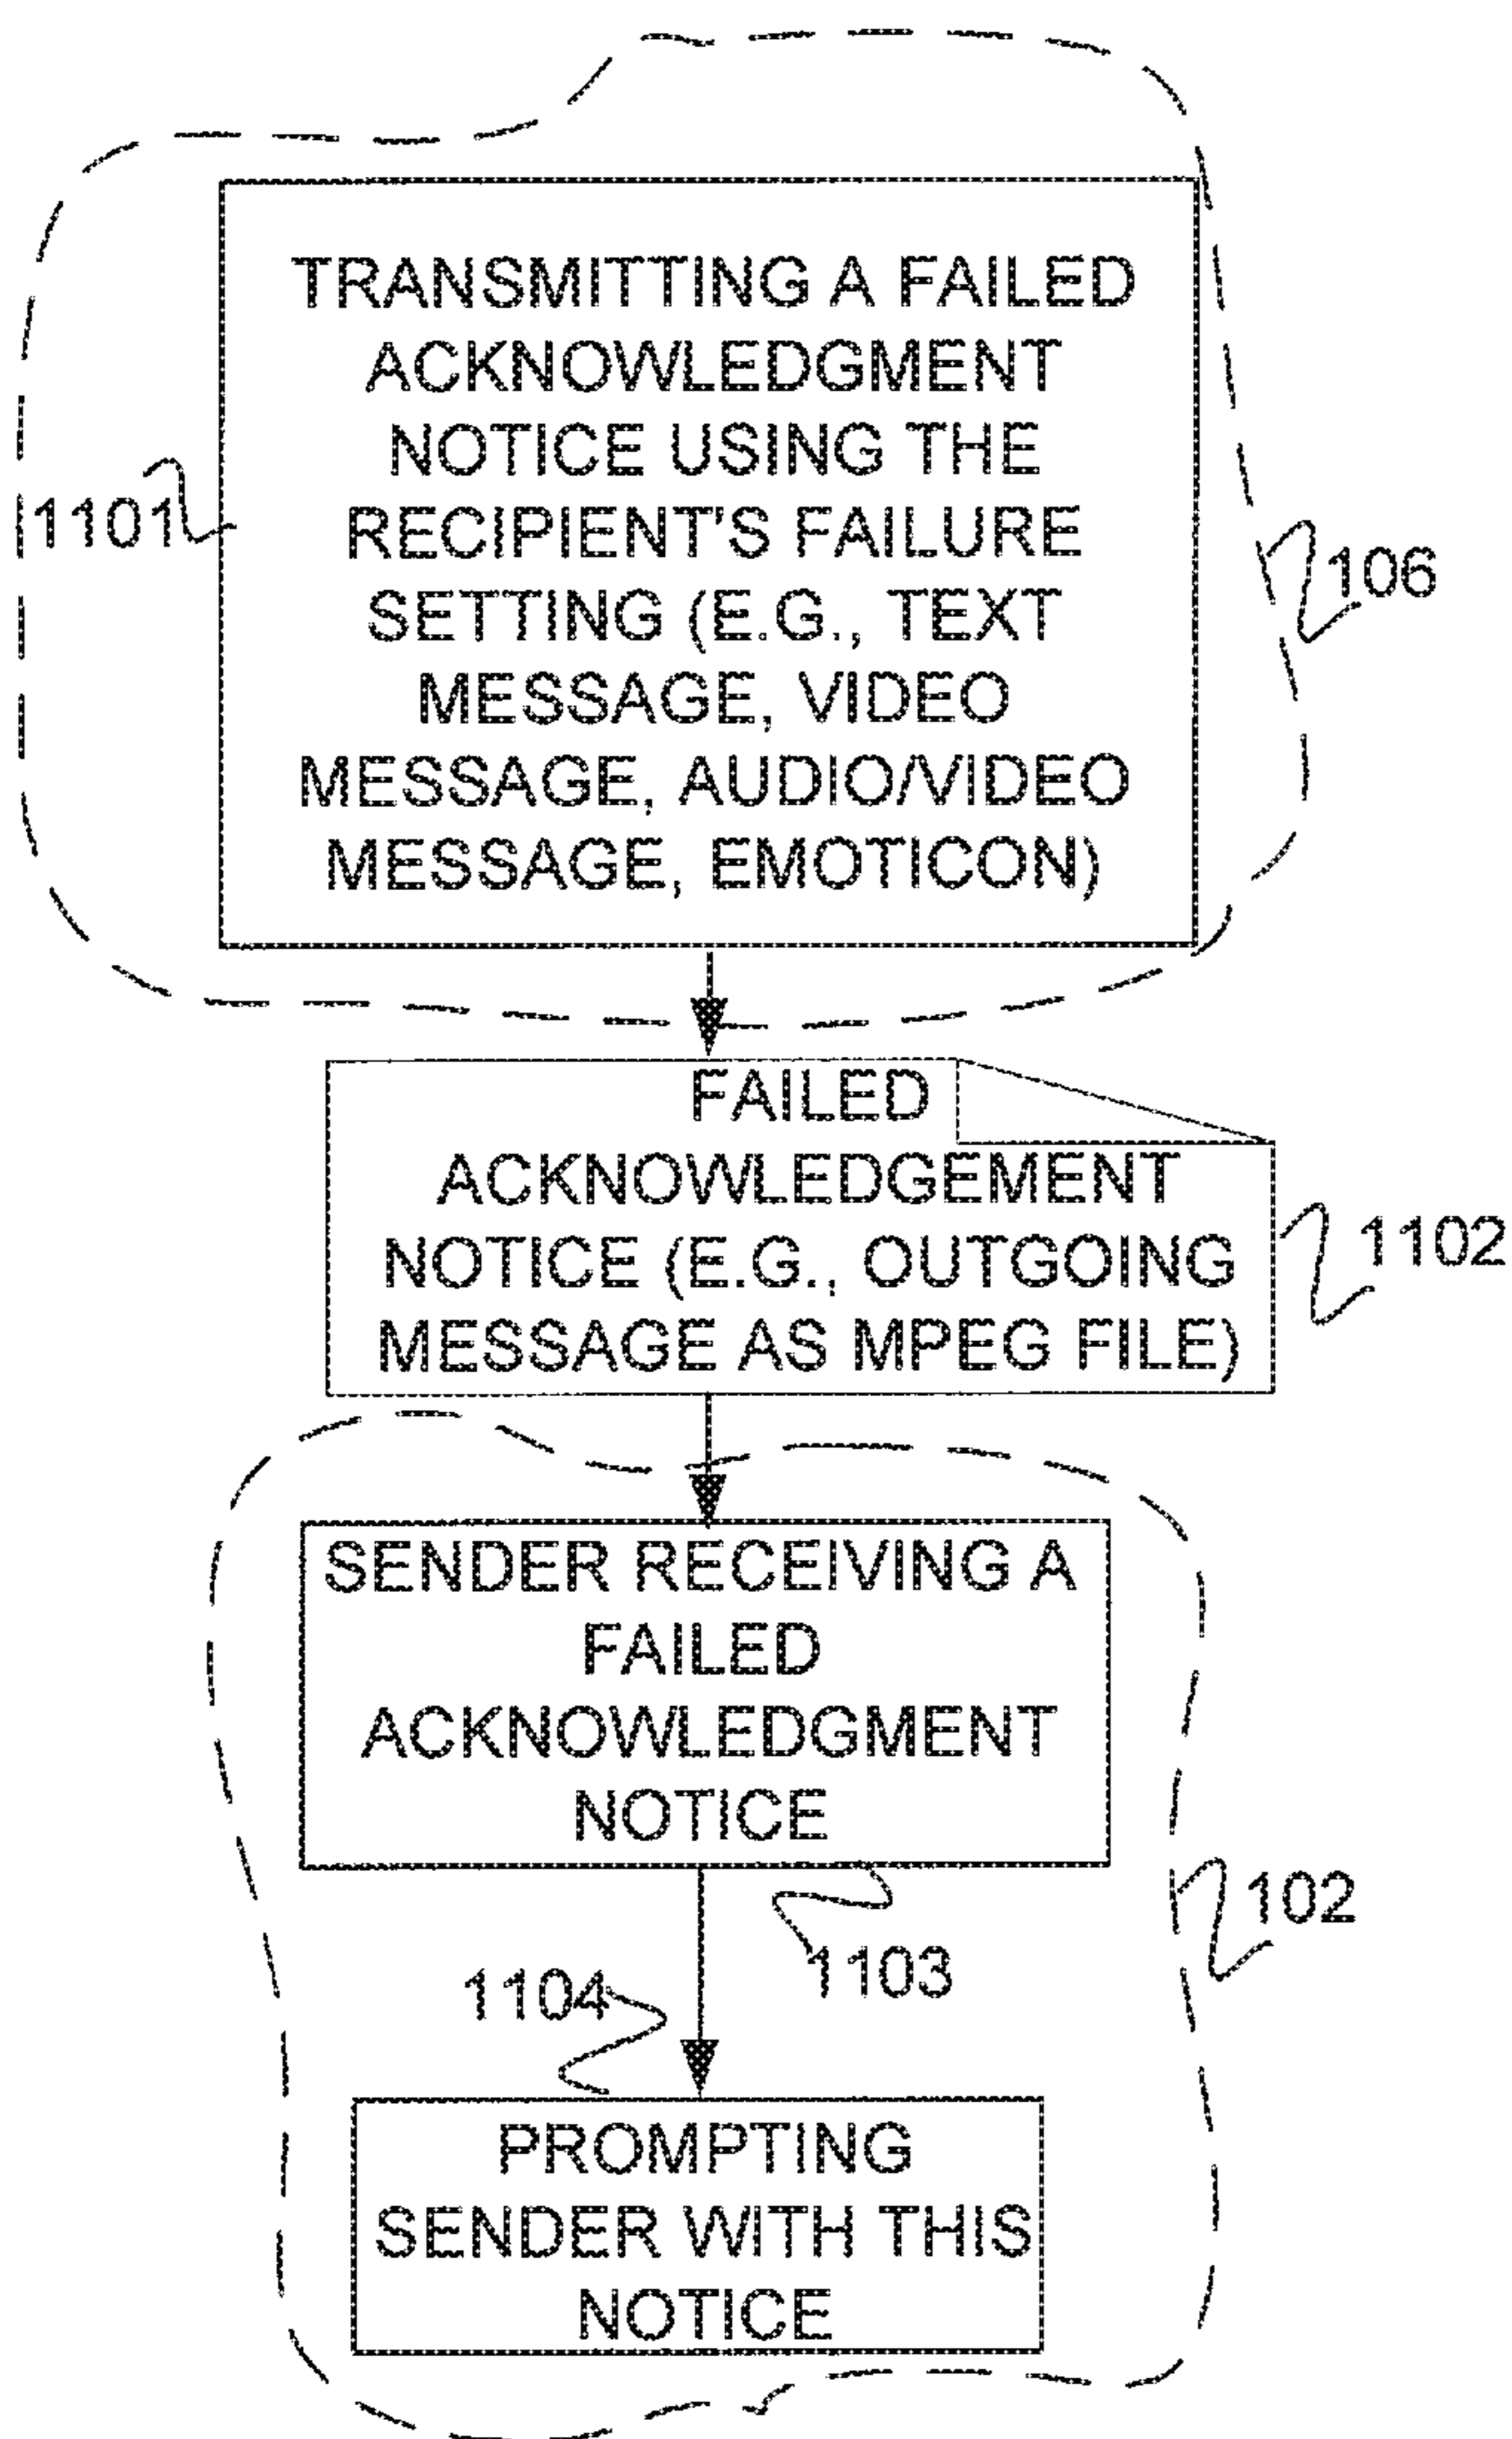 TRANSMITTING A FAILED
ACKNOWLEDGMENT
NOTICE USING THE
RECIPIENT'S FAILURE
SETTING (E.G., TEXT
MESSAGE, VIDEO
MESSAGE, AUDIO/VIDEO
MESSAGE, EMOTICON)
1101
106
FAILED
ACKNOWLEDGEMENT
NOTICE (E.G., OUTGOING
MESSAGE AS MPEG FILE)
1102
SENDER RECEIVING A
FAILED
ACKNOWLEDGMENT
NOTICE
102
1103
1104
PROMPTING
SENDER WITH THIS
NOTICE